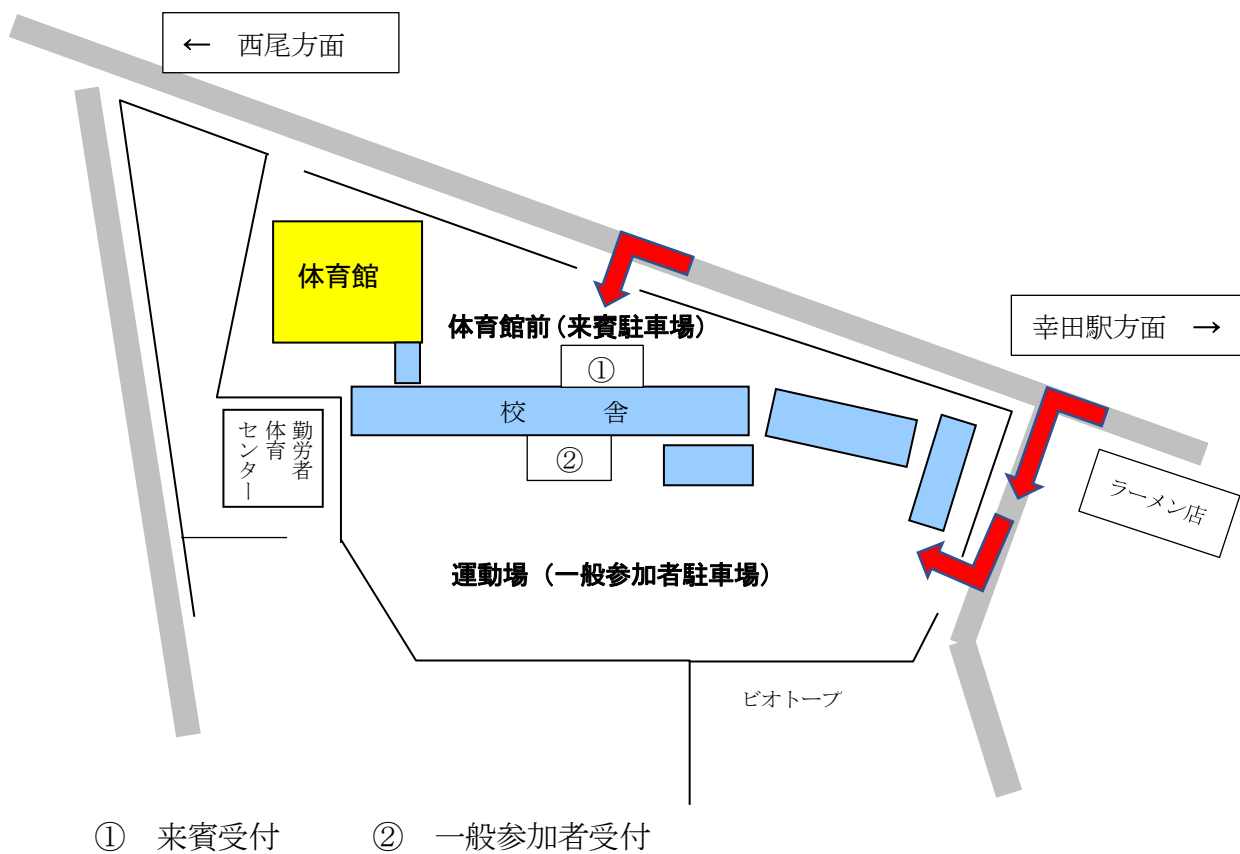 ← 西尾方面
幸田駅方面 →
体育館
体育館前(来賓駐車場)
①
校 舎
勤労者
体育
センター
②
ラーメン店
運動場(一般参加者駐車場)
ビオトープ
① 来賓受付 ② 一般参加者受付